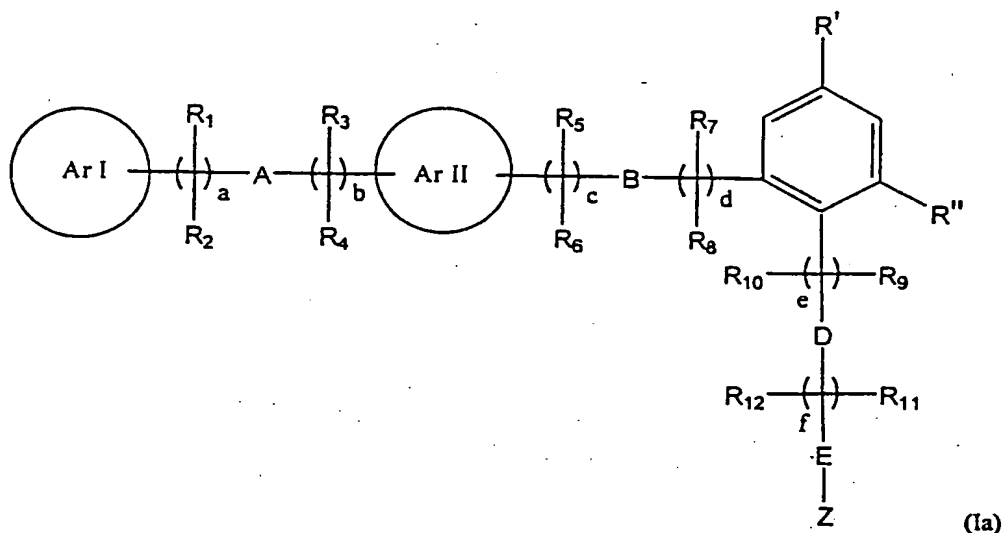 R'
R₁ R₃ R₅ R₇
Ar I ( ) a A ( ) b Ar II ( ) c B ( ) d
R₂ R₄ R₆ R₈ R"
R₁₀ ( ) e R₉
D
R₁₂ ( ) f R₁₁
E
Z
(Ia)